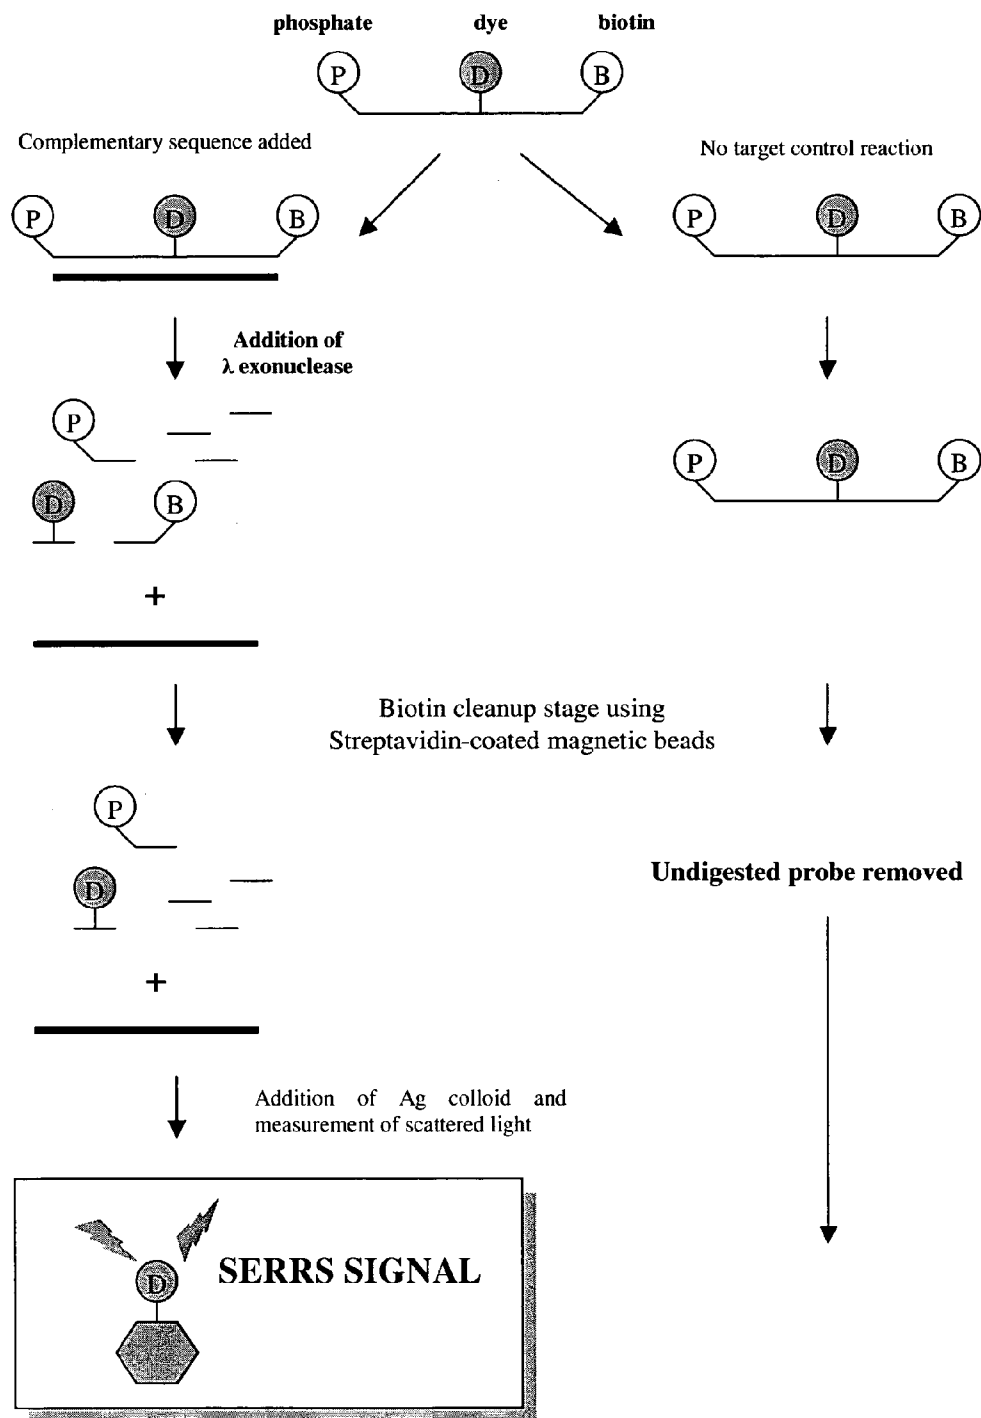 phosphate dye biotin
P D B
Complementary sequence added
No target control reaction
P D B
P D B
Addition of
λ exonuclease
P
P D B
D B
+
Biotin cleanup stage using
Streptavidin-coated magnetic beads
P
Undigested probe removed
D
+
Addition of Ag colloid and
measurement of scattered light
SERRS SIGNAL
D